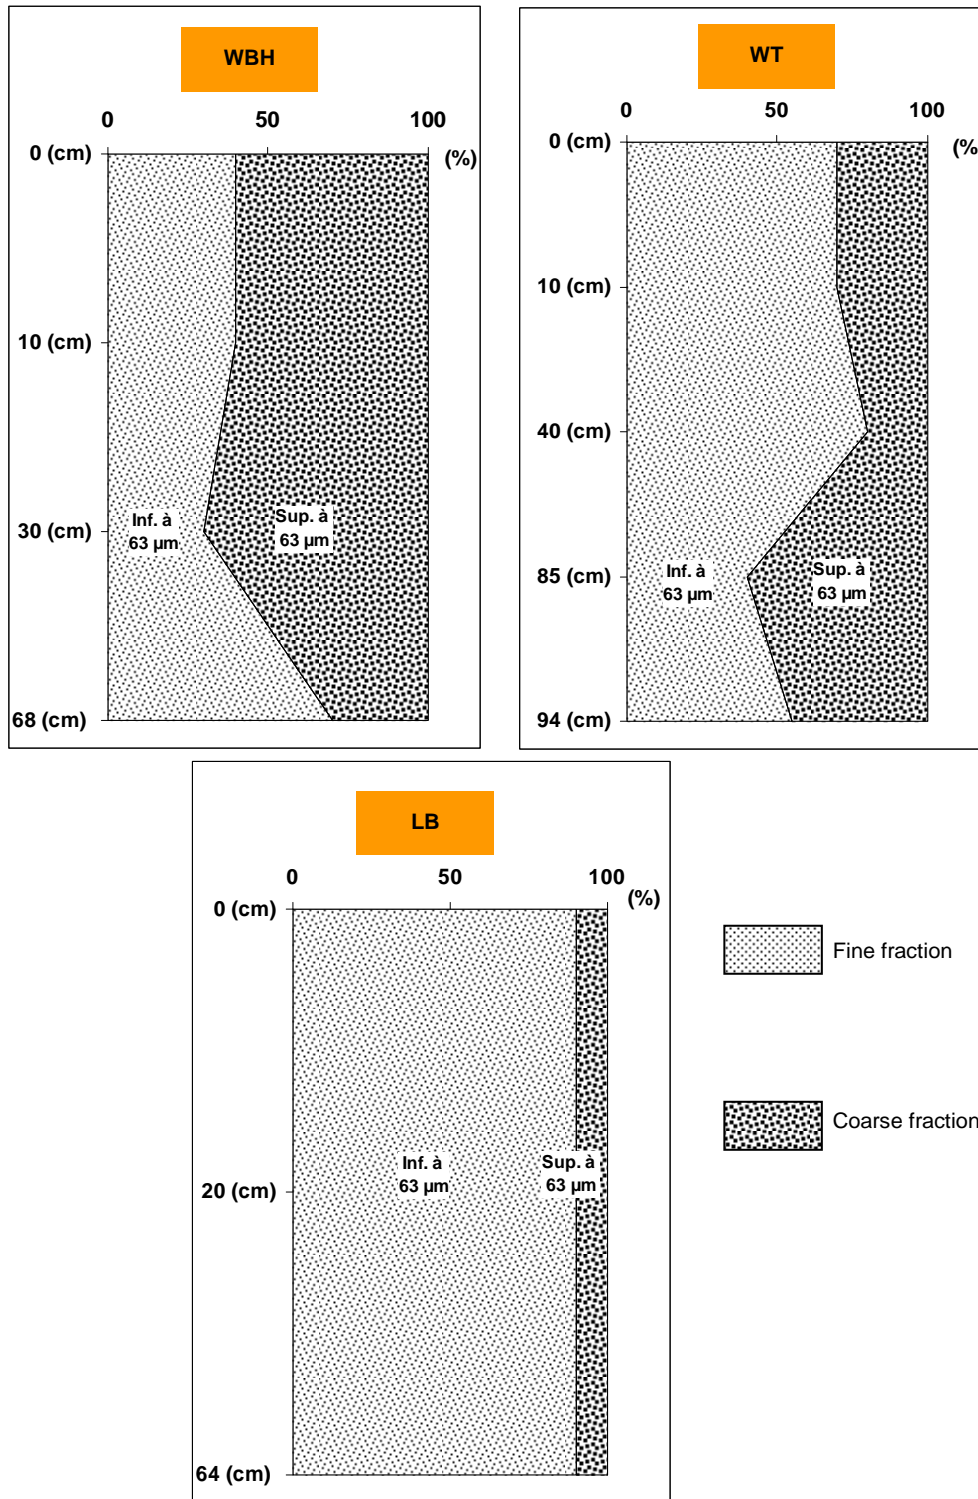 WBH
0 50 100
(%)
0 (cm)
10 (cm)
30 (cm)
68 (cm)
Inf. à
63 µm
Sup. à
63 µm
WT
0 50 100
(%
0 (cm)
10 (cm)
40 (cm)
85 (cm)
94 (cm)
Inf. à
63 µm
Sup. à
63 µm
LB
0 50 100
(%)
0 (cm)
20 (cm)
64 (cm)
Inf. à
63 µm
Sup. à
63 µm
Fine fraction
Coarse fraction